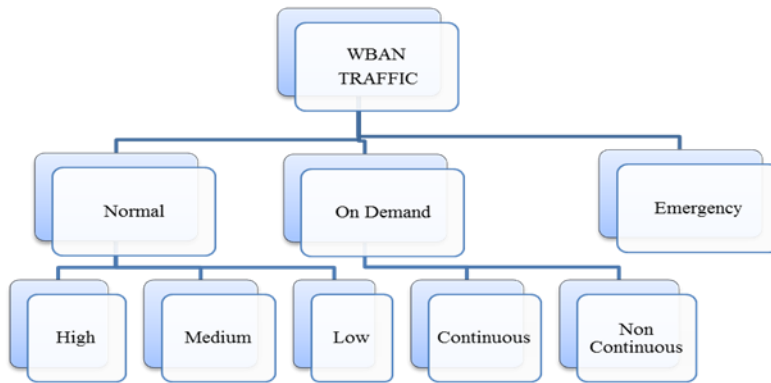 WBAN
TRAFFIC
Normal
On Demand
Emergency
High
Medium
Low
Continuous
Non
Continuous